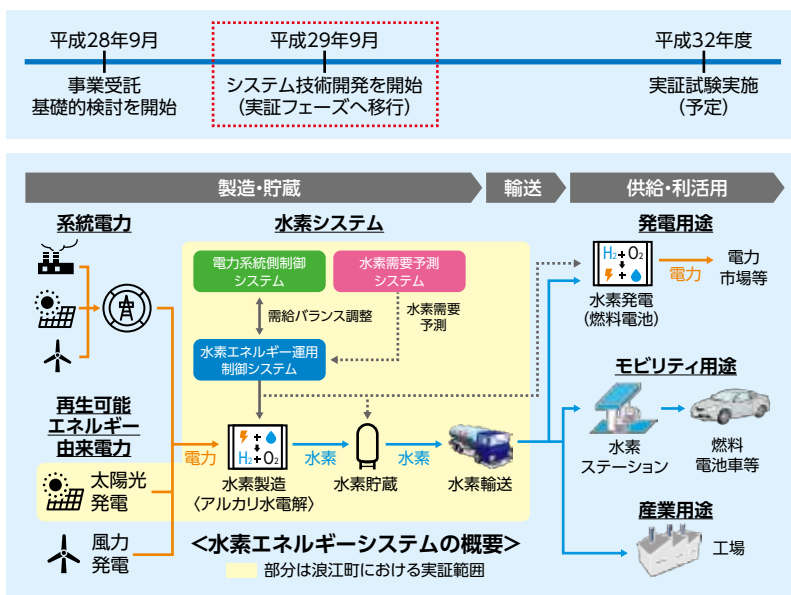 平成28年9月
事業受託
基礎的検討を開始
平成29年9月
システム技術開発を開始
(実証フェーズへ移行)
平成32年度
実証試験実施
(予定)
製造・貯蔵
輸送
供給・利活用
系統電力
水素システム
電力系統側制御
システム
水素需要予測
システム
需給バランス調整
水素需要
予測
水素エネルギー運用
制御システム
再生可能
エネルギー
由来電力
太陽光
発電
風力
発電
電力
H₂+O₂
水素製造
〈アルカリ水電解〉
水素
水素貯蔵
水素
水素輸送
発電用途
H₂+O₂
水素発電
(燃料電池)
電力
電力
市場等
モビリティ用途
水素
ステーション
燃料
電池車等
産業用途
工場
<水素エネルギーシステムの概要>
部分は浪江町における実証範囲